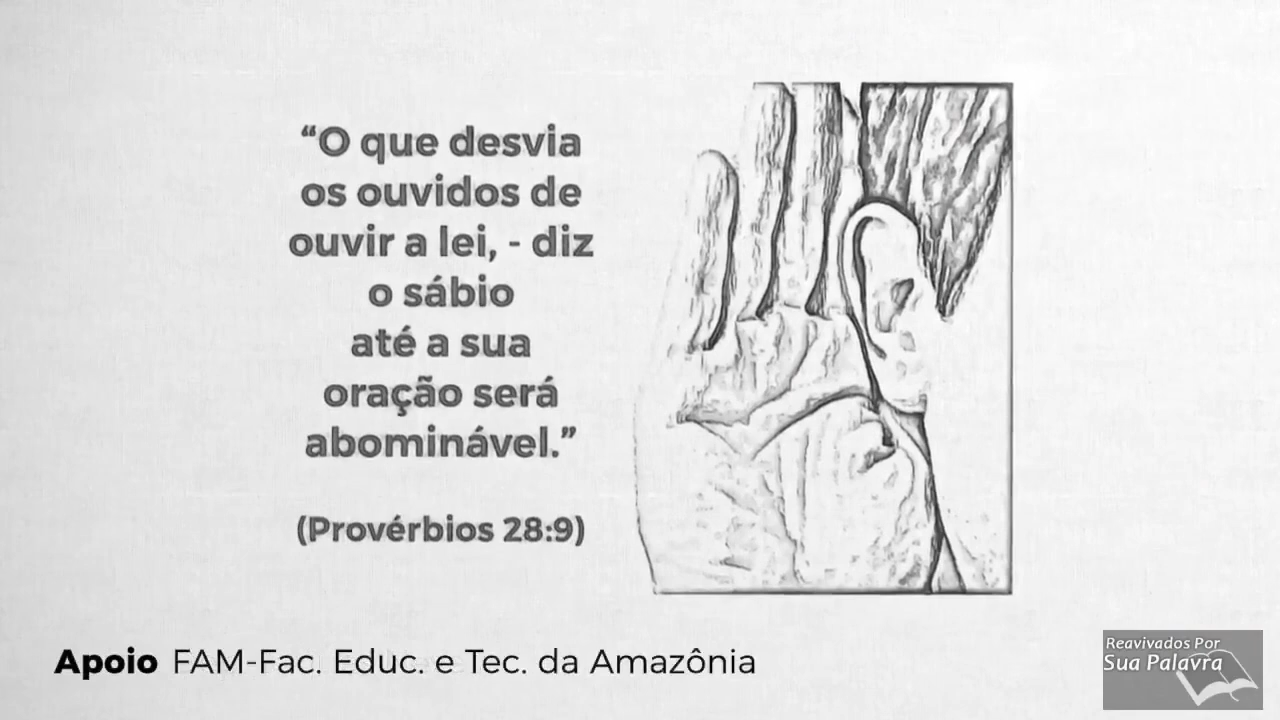 “O que desvia
os ouvidos de
ouvir a lei, - diz
o sábio
até a sua
oração será
abominável.”
(Provérbios 28:9)
Apoio FAM-Fac. Educ. e Tec. da Amazônia
Reavivados Por
Sua Palavra